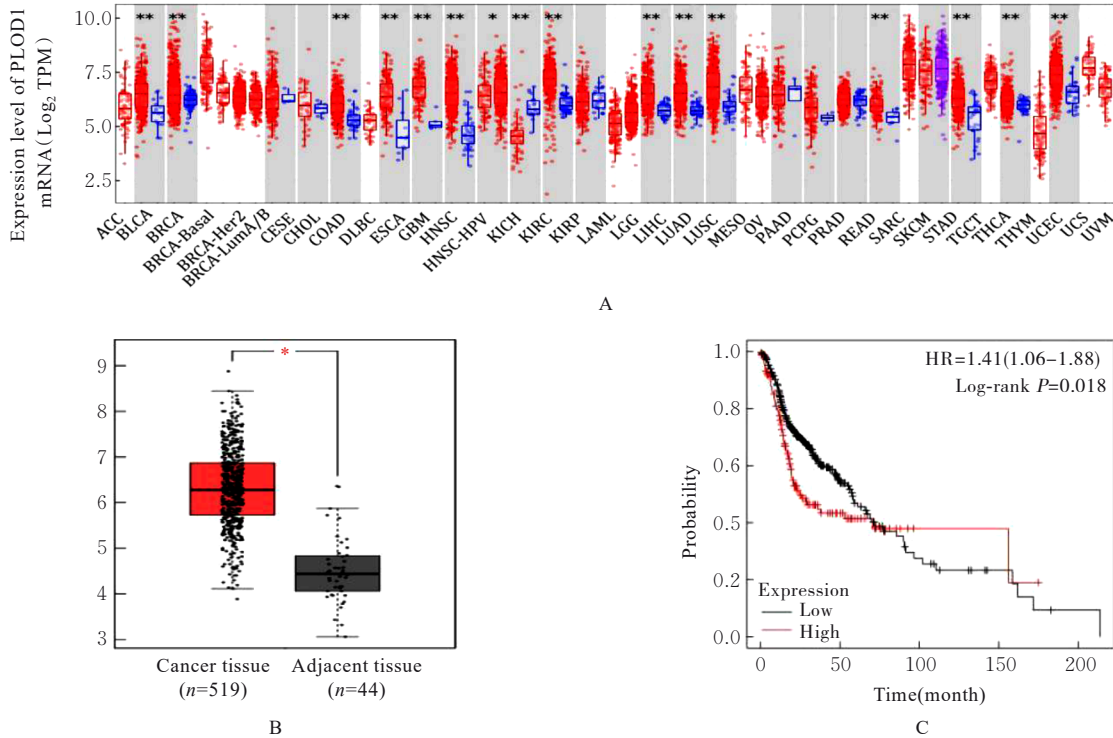 Expression level of PLOD1
mRNA(Log2 TPM)
10.0
7.5
5.0
2.5
** ** ** ** ** ** * ** ** ** ** ** ** ** ** **
ACC
BLCA
BRCA
BRCA-Basal
BRCA-Her2
BRCA-LumA/B
CESE
CHOL
COAD
DLBC
ESCA
GBM
HNSC
HNSC-HPV
KICH
KIRC
KIRP
LAML
LGG
LIHC
LUAD
LUSC
MESO
OV
PAAD
PCPG
PRAD
READ
SARC
SKCM
STAD
TGCT
THCA
THYM
UCEC
UCS
UVM
A
9
8
7
6
5
4
3
*
Cancer tissue
(n=519)
Adjacent tissue
(n=44)
B
Probability
1.0
0.8
0.6
0.5
0.2
0.0
HR=1.41(1.06-1.88)
Log-rank P=0.018
Expression
Low
High
0
50
100
150
200
Time(month)
C